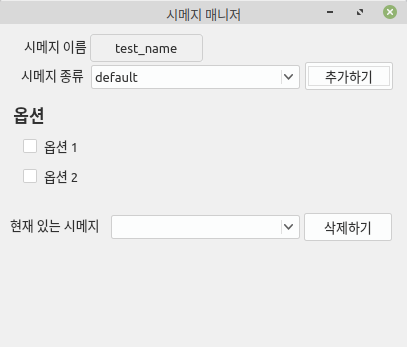 시메지 매니저
시메지 이름 test_name
시메지 종류 default 추가하기
옵션
옵션 1
옵션 2
현재 있는 시메지 삭제하기